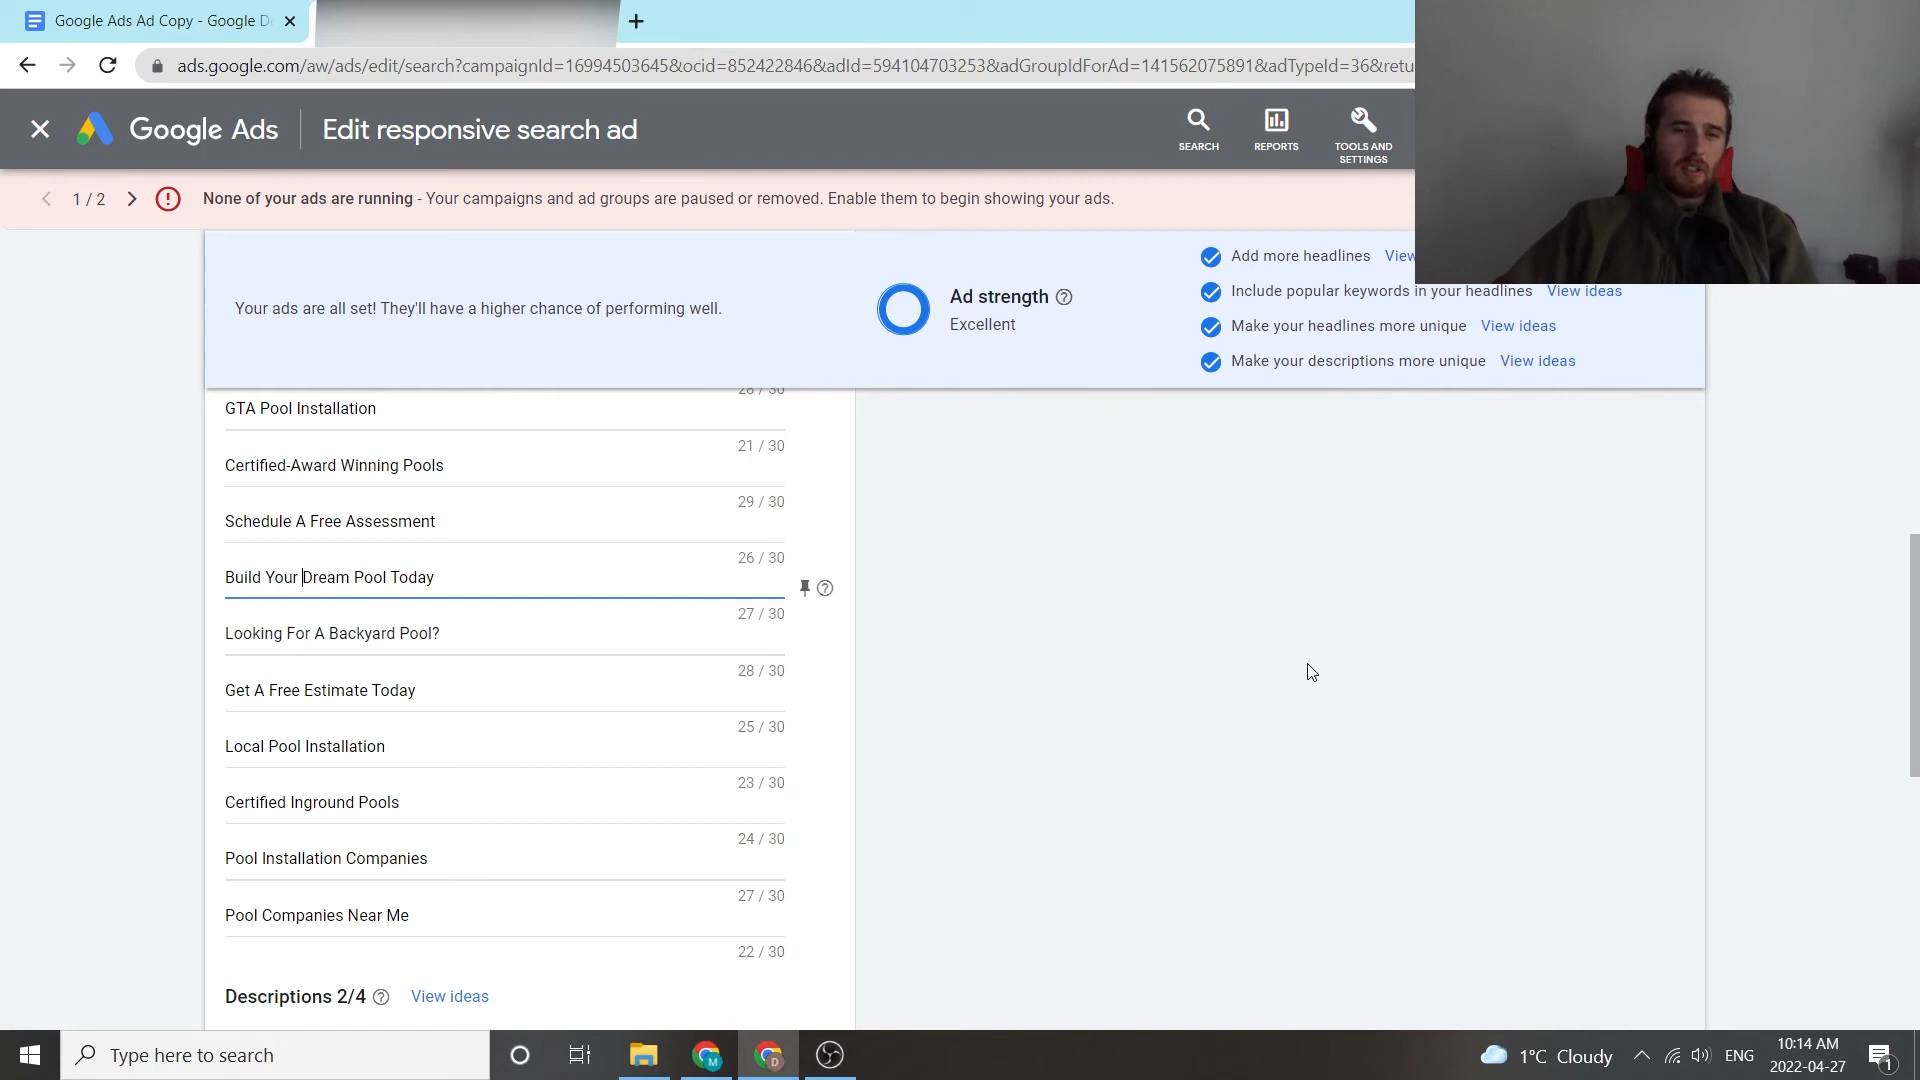 Google Ads Ad Copy - Google D
ads.google.com/aw/ads/edit/search?campaignId=16994503645&ocid=852422846&adId=594104703253&adGroupIdForAd=141562075891&adTypeId=36&retu
Google Ads
Edit responsive search ad
SEARCH
REPORTS
TOOLS AND
SETTINGS
1 / 2
None of your ads are running - Your campaigns and ad groups are paused or removed. Enable them to begin showing your ads.
Your ads are all set! They'll have a higher chance of performing well.
Ad strength
Excellent
Add more headlines View
Include popular keywords in your headlines View ideas
Make your headlines more unique View ideas
Make your descriptions more unique View ideas
28 / 30
GTA Pool Installation
21 / 30
Certified-Award Winning Pools
29 / 30
Schedule A Free Assessment
26 / 30
Build Your Dream Pool Today
27 / 30
Looking For A Backyard Pool?
28 / 30
Get A Free Estimate Today
25 / 30
Local Pool Installation
23 / 30
Certified Inground Pools
24 / 30
Pool Installation Companies
27 / 30
Pool Companies Near Me
22 / 30
Descriptions 2/4 View ideas
Type here to search
M
D
1°C Cloudy
ENG
10:14 AM
2022-04-27
1